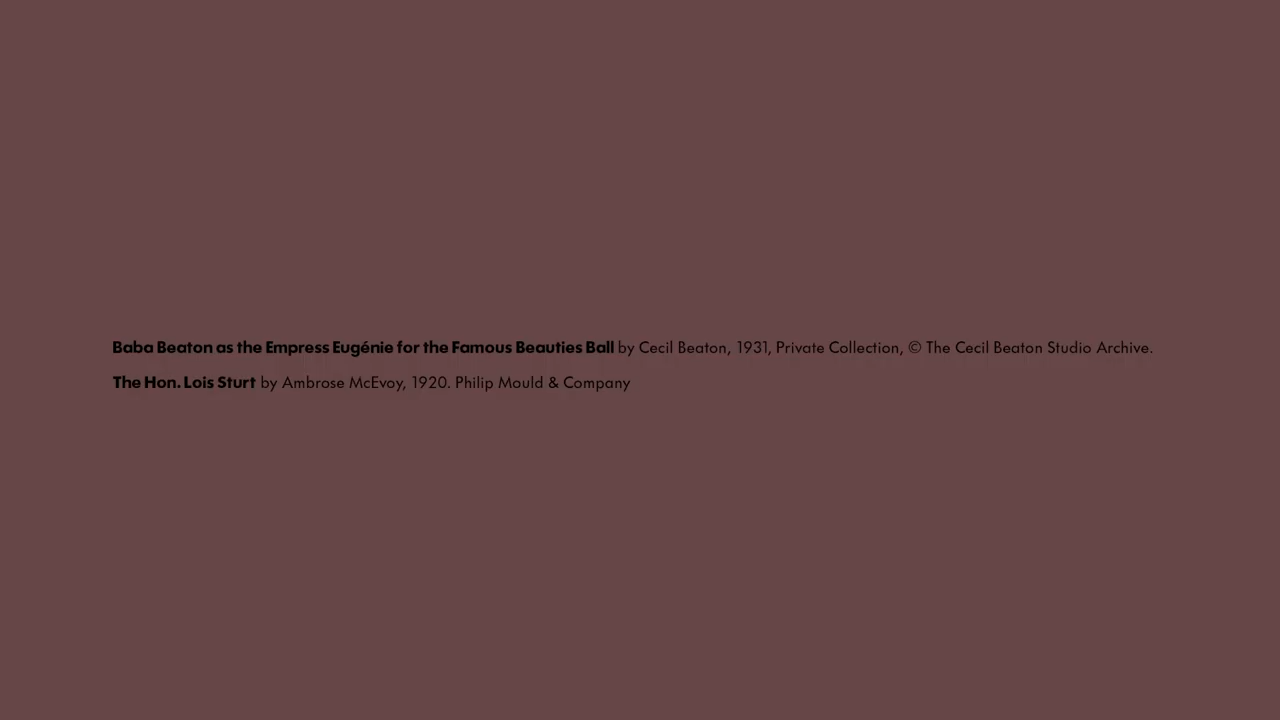 Baba Beaton as the Empress Eugénie for the Famous Beauties Ball by Cecil Beaton, 1931, Private Collection, © The Cecil Beaton Studio Archive.
The Hon. Lois Sturt by Ambrose McEvoy, 1920. Philip Mould & Company